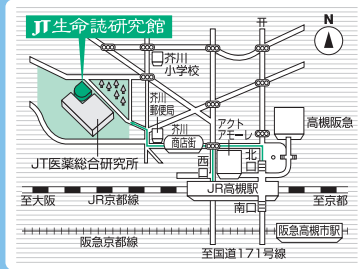 JT生命誌研究館
N
芥川
小学校
芥川
郵便局
アクト
アモーレ
高槻阪急
芥川
商店街
JT医薬総合研究所
西
口
北
口
JR高槻駅
至大阪
JR京都線
至京都
南口
阪急京都線
阪急高槻市駅
至国道171号線